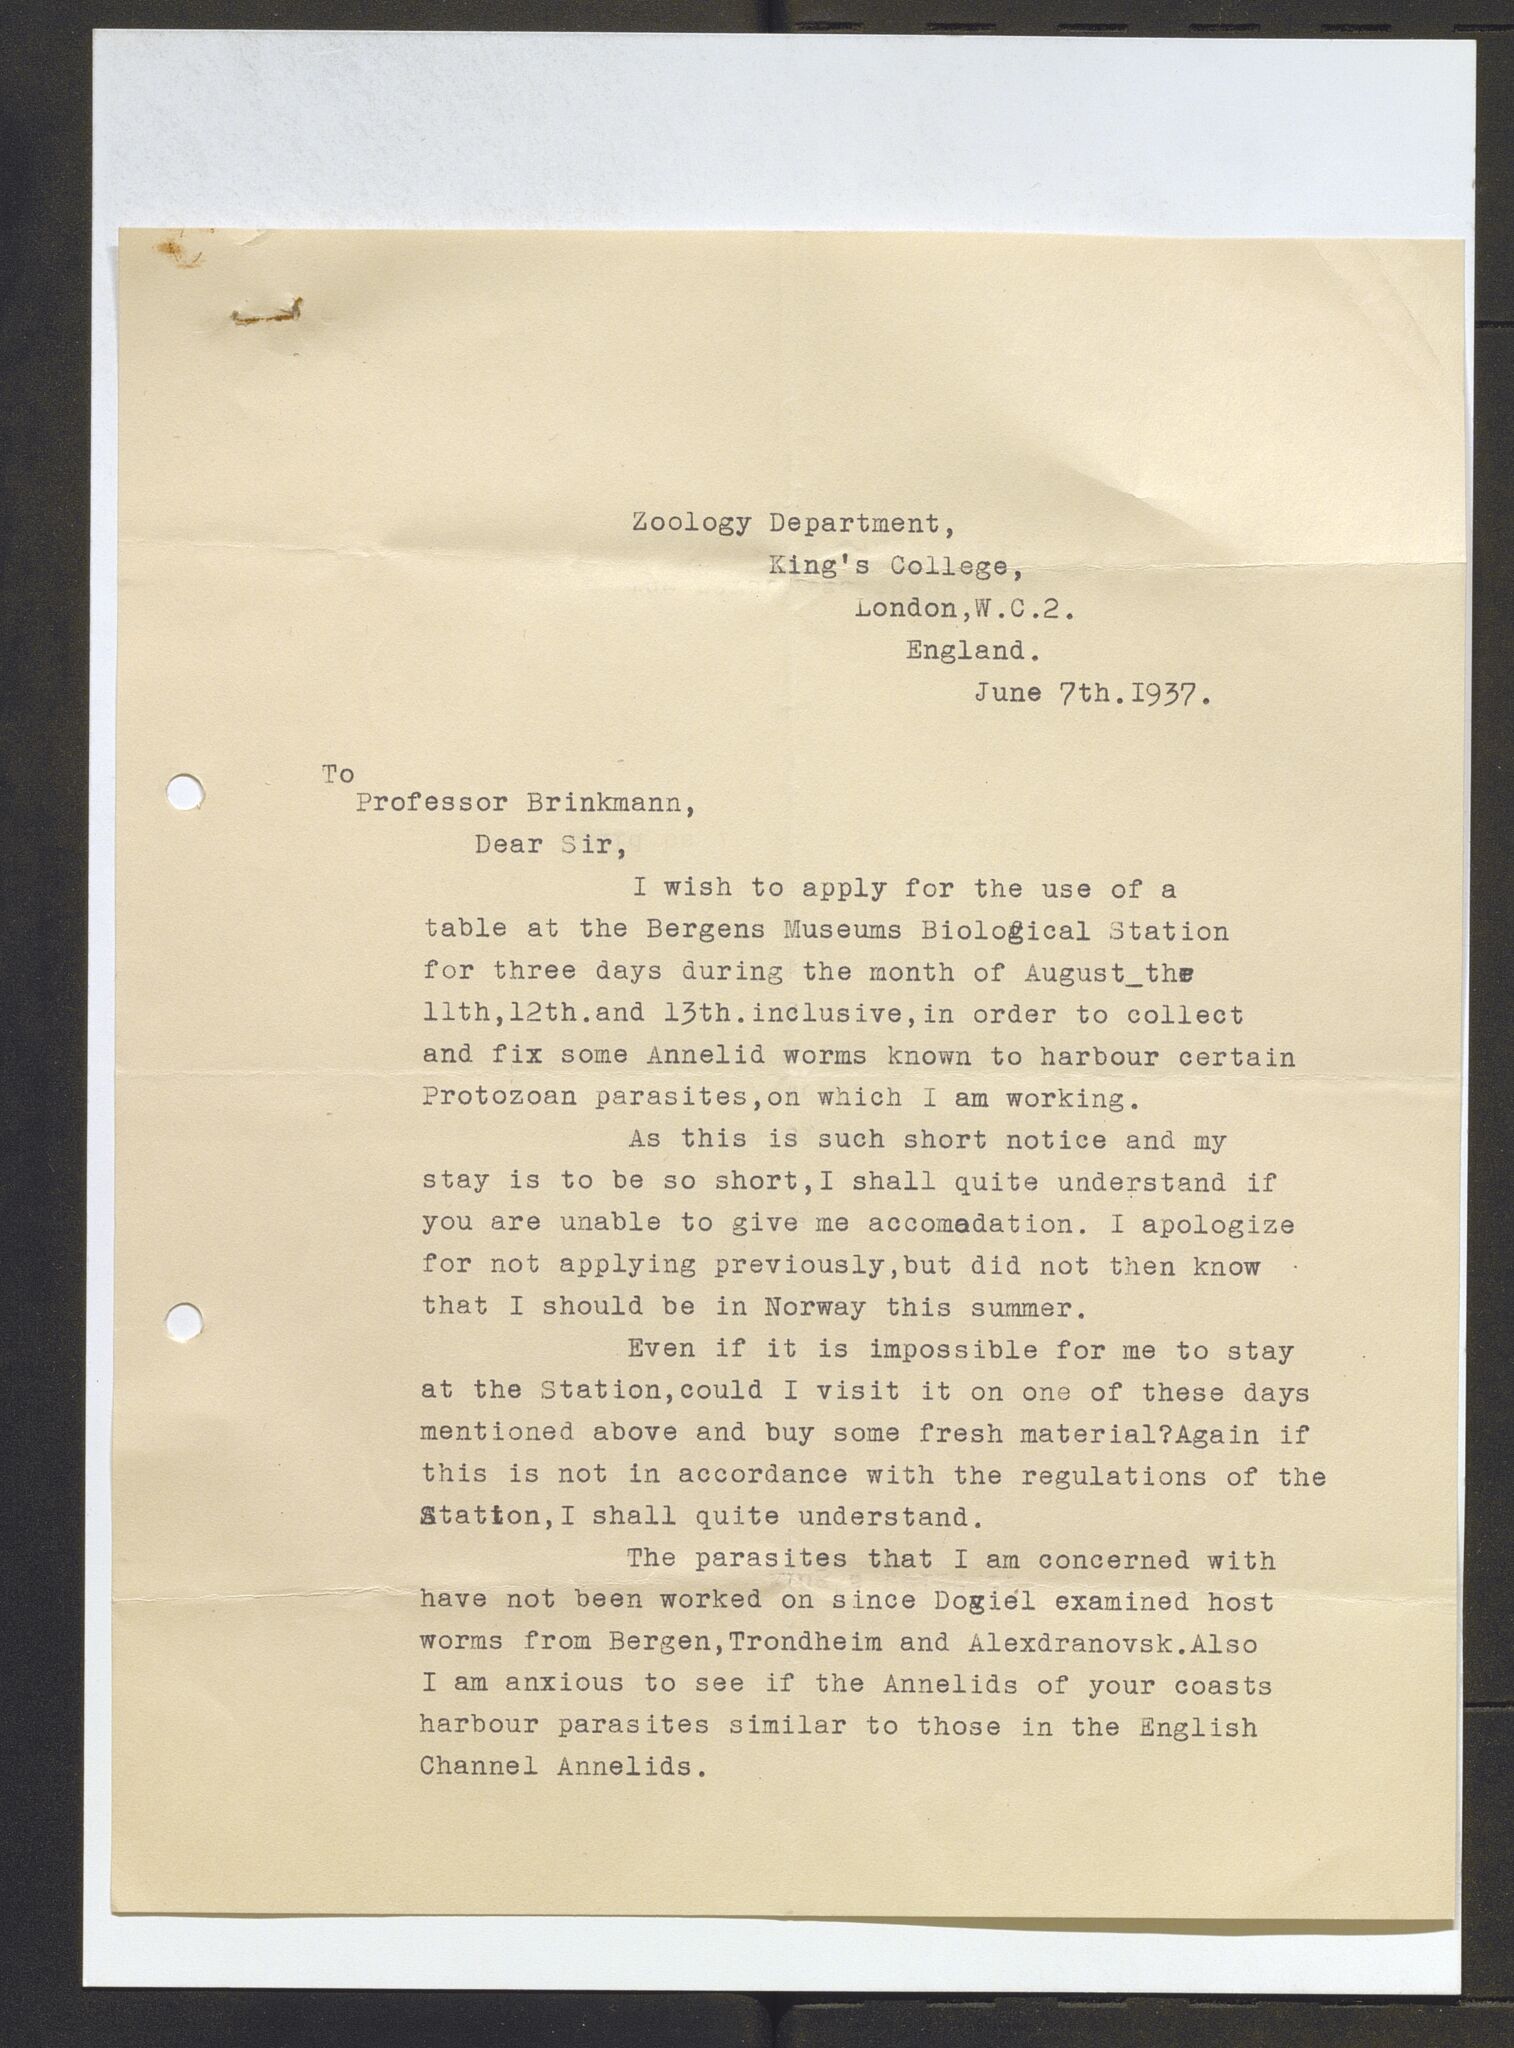 Zoology Department,
King's College,
London,W.C.2.
England.
June 7th.I937.
To
Professor Brinkmann,
Dear Sir,
I wish to apply for the use of a
table at the Bergens Museums Biological Station
for three days during the month of August_the
11th,12th.and 13th.inclusive,in order to collect
and fix some Annelid worms known to harbour certain
Protozoan parasites,on which I am working.
As this is such short notice and my
stay is to be so short,I shall quite understand if
you are unable to give me accomadation. I apologize
for not applying previously,but did not then know
that I should be in Norway this summer.
Even if it is impossible for me to stay
at the Station,could I visit it on one of these days
mentioned above and buy some fresh material?Again if
this is not in accordance with the regulations of the
Station,I shall quite understand.
The parasites that I am concerned with
have not been worked on since Dogiel examined host
worms from Bergen,Trondheim and Alexdranovsk.Also
I am anxious to see if the Annelids of your coasts
harbour parasites similar to those in the English
Channel Annelids.